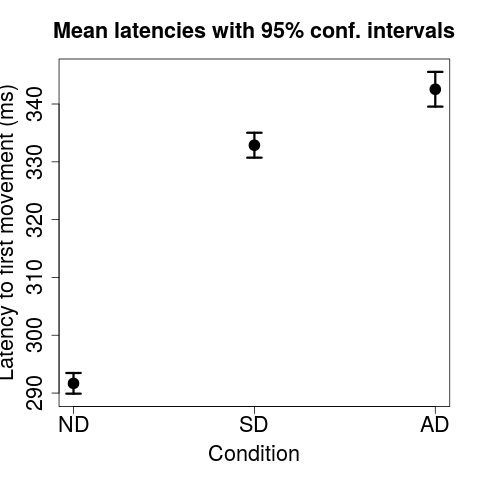 Mean latencies with 95% conf. intervals
Latency to first movement (ms)
340
330
320
310
300
290
ND SD AD
Condition